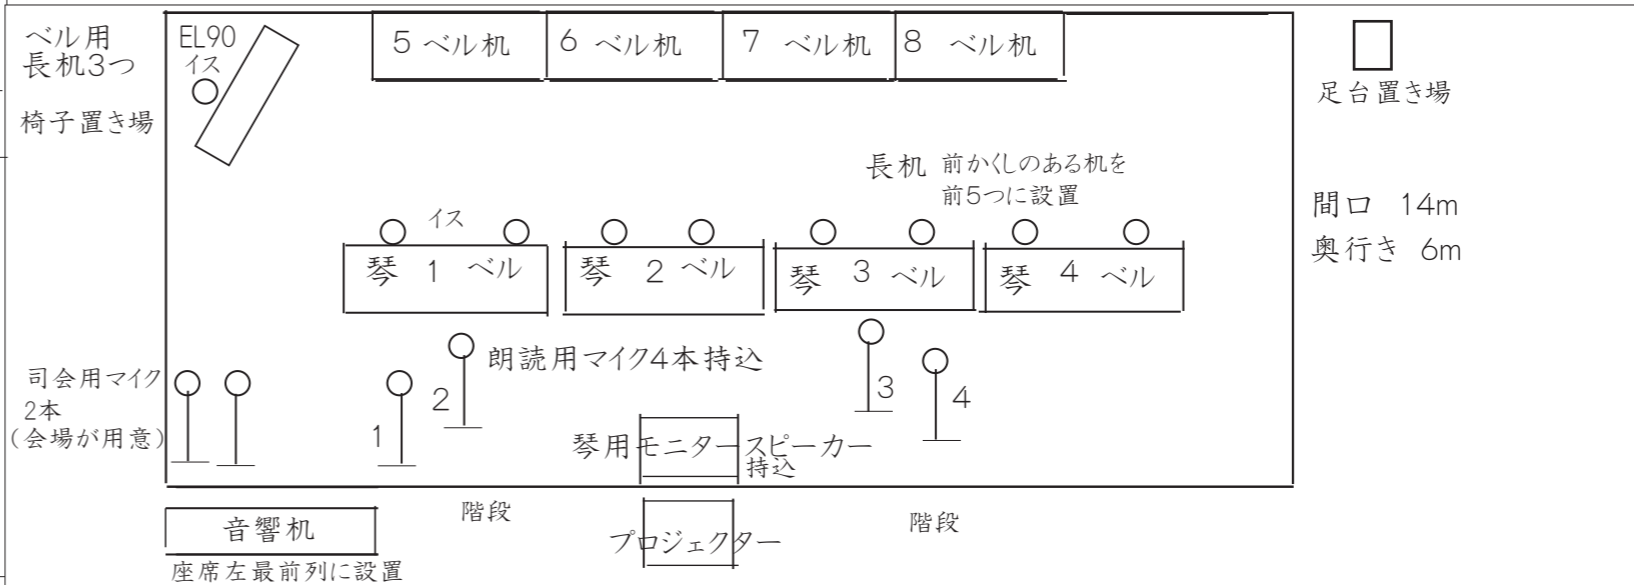 ベル用
長机3つ
椅子置き場
EL90
イス
5 ベル机
6 ベル机
7 ベル机
8 ベル机
足台置き場
長机 前かくしのある机を
前5つに設置
間口 14m
奥行き 6m
イス
琴 1 ベル
琴 2 ベル
琴 3 ベル
琴 4 ベル
司会用マイク
2本
(会場が用意)
1
2
朗読用マイク4本持込
3
4
琴用モニタースピーカー
持込
階段
階段
音響机
プロジェクター
座席左最前列に設置